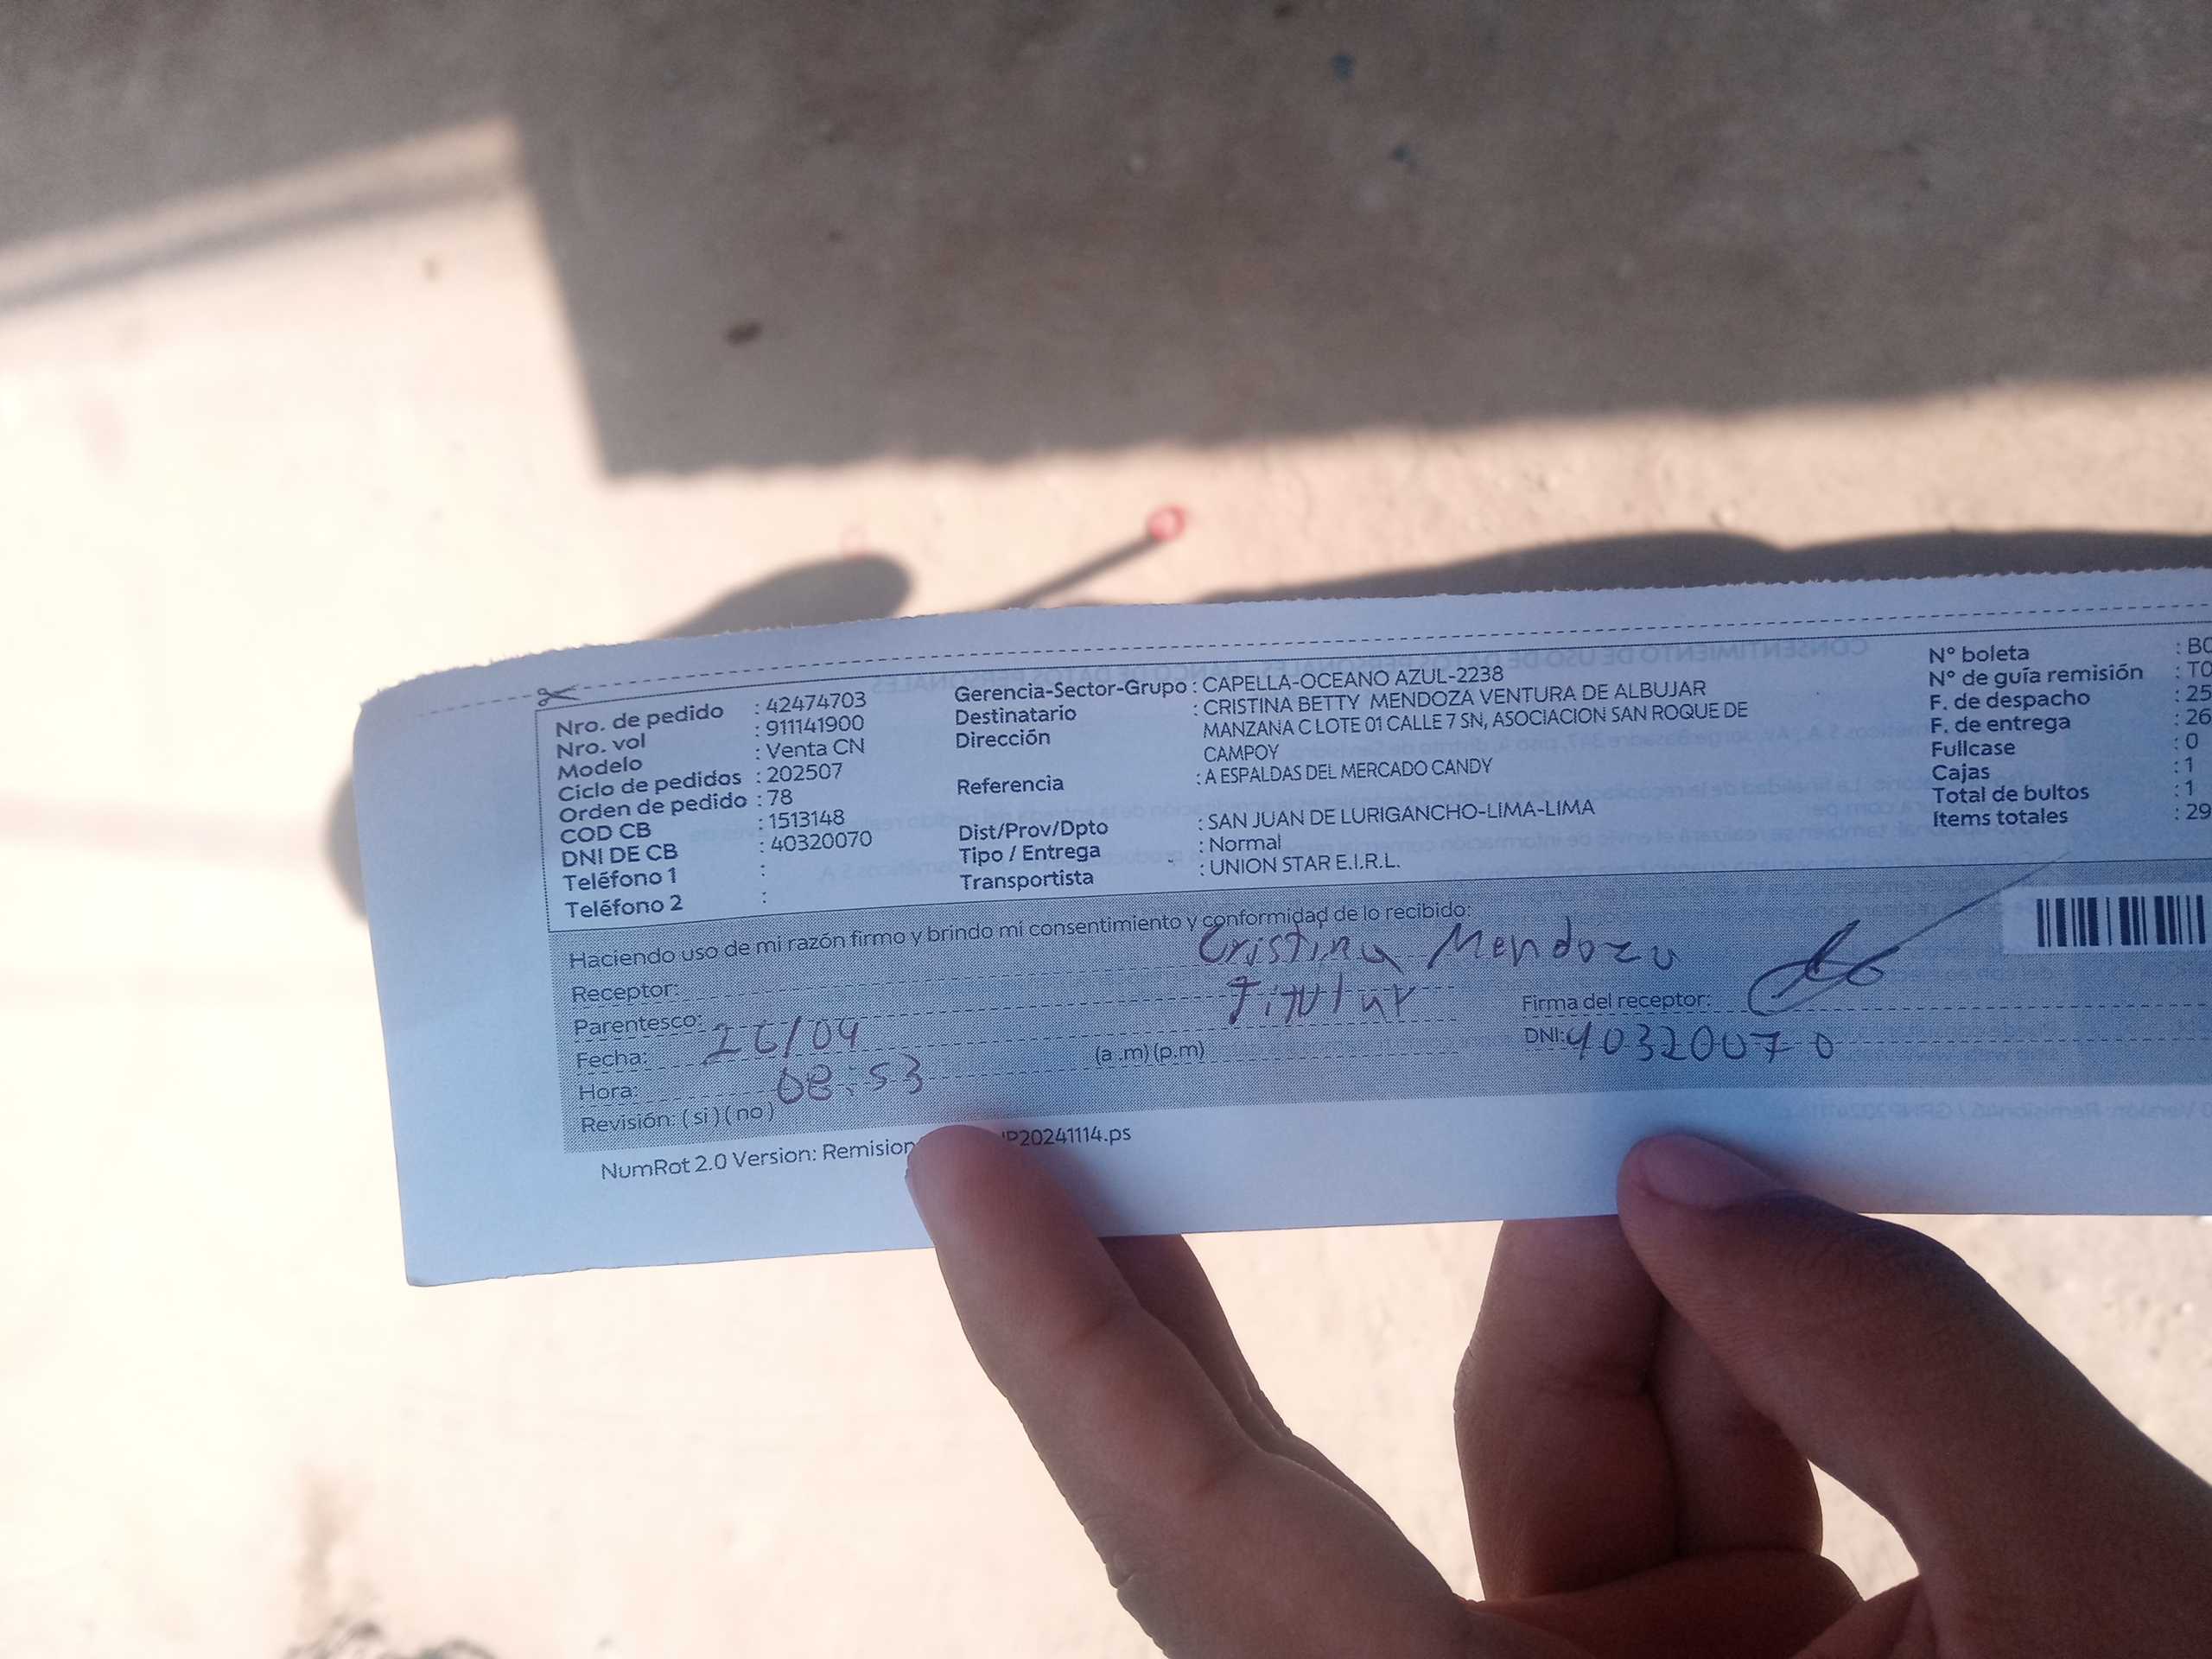 Nro. de pedido : 42474703
Nro. vol : 911141900
Modelo : Venta CN
Ciclo de pedidos : 202507
Orden de pedido : 78
COD CB : 1513148
DNI DE CB : 40320070
Teléfono 1 :
Teléfono 2 :
Gerencia-Sector-Grupo : CAPELLA-OCEANO AZUL-2238
Destinatario : CRISTINA BETTY MENDOZA VENTURA DE ALBUJAR
Dirección MANZANA C LOTE 01 CALLE 7 SN, ASOCIACION SAN ROQUE DE
CAMPOY
Referencia : A ESPALDAS DEL MERCADO CANDY
Dist/Prov/Dpto : SAN JUAN DE LURIGANCHO-LIMA-LIMA
Tipo / Entrega : Normal
Transportista : UNION STAR E.I.R.L.
N° boleta : BO
N° de guía remisión : T0
F. de despacho : 25
F. de entrega : 26
Fullcase : 0
Cajas : 1
Total de bultos : 1
Items totales : 29
Haciendo uso de mi razón firmo y brindo mi consentimiento y conformidad de lo recibido:
Receptor: Cristina Mendoza
Parentesco: Titular
Fecha: 26/04
Hora: 08:53 (a .m) (p.m)
Revisión: ( si ) ( no )
Firma del receptor:
DNI: 40320070
NumRot 2.0 Version: Remision P20241114.ps